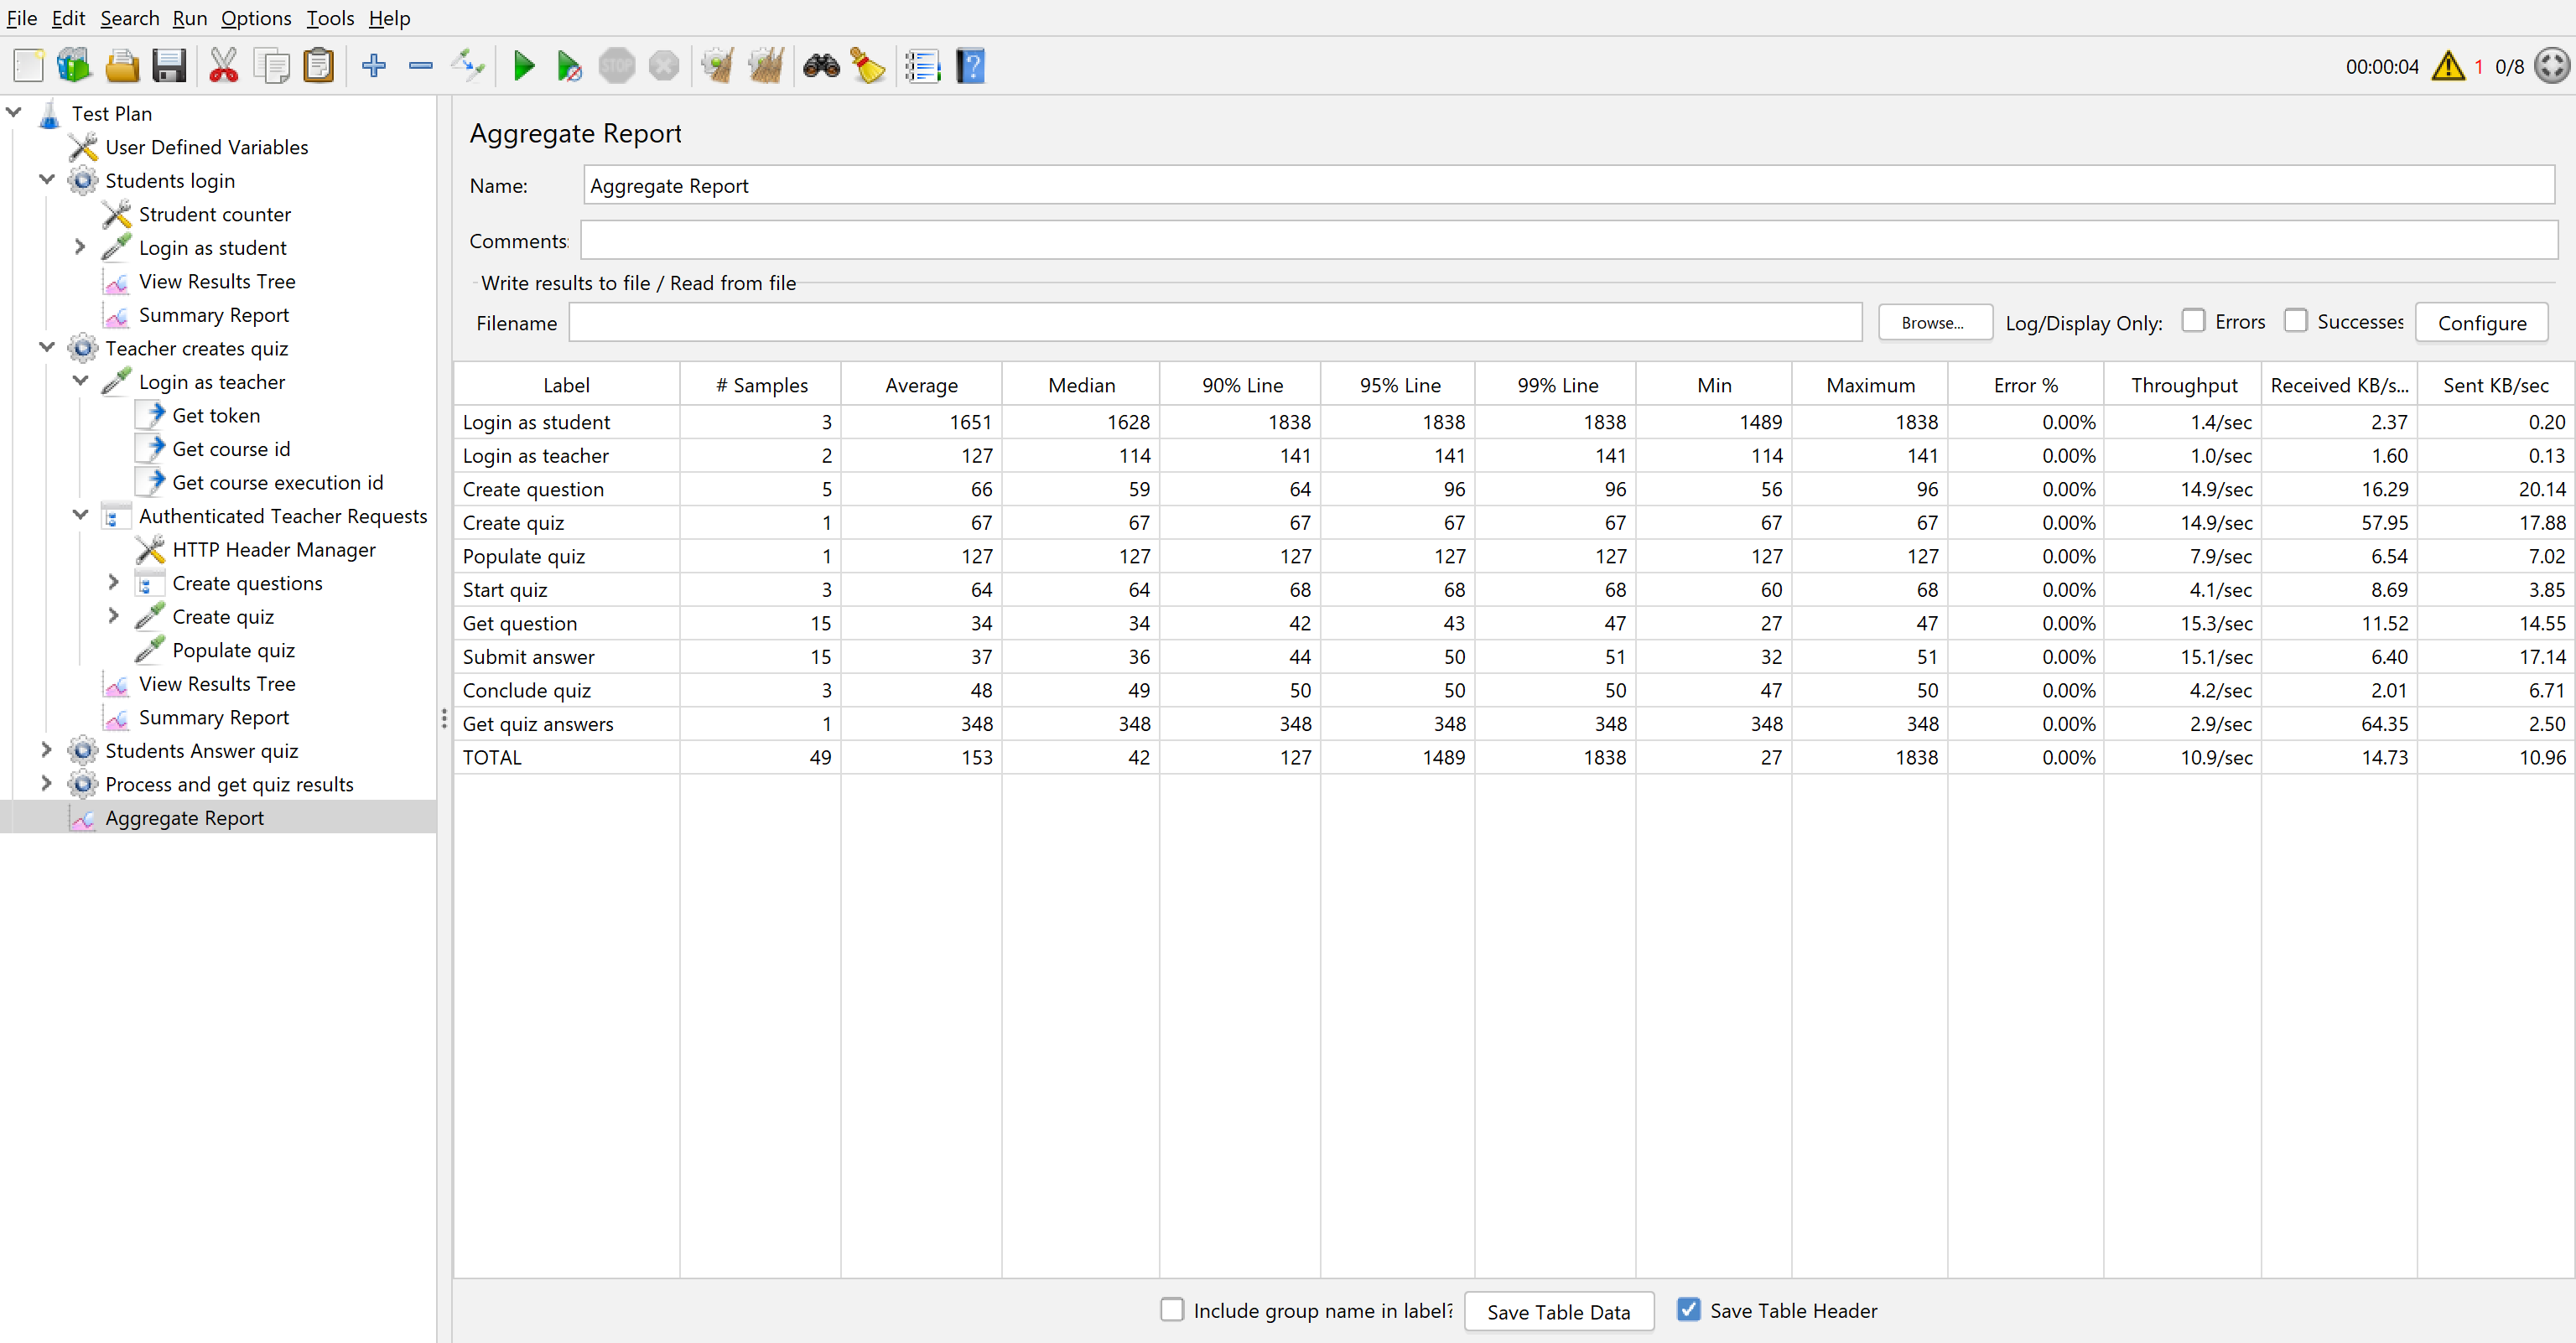 File Edit Search Run Options Tools Help
STOP
00:00:04 1 0/8
Test Plan
User Defined Variables
Students login
Strudent counter
Login as student
View Results Tree
Summary Report
Teacher creates quiz
Login as teacher
Get token
Get course id
Get course execution id
Authenticated Teacher Requests
HTTP Header Manager
Create questions
Create quiz
Populate quiz
View Results Tree
Summary Report
Students Answer quiz
Process and get quiz results
Aggregate Report
Aggregate Report
Name: Aggregate Report
Comments:
Write results to file / Read from file
Filename Browse... Log/Display Only: Errors Successes Configure
Label # Samples Average Median 90% Line 95% Line 99% Line Min Maximum Error % Throughput Received KB/s... Sent KB/sec
Login as student 3 1651 1628 1838 1838 1838 1489 1838 0.00% 1.4/sec 2.37 0.20
Login as teacher 2 127 114 141 141 141 114 141 0.00% 1.0/sec 1.60 0.13
Create question 5 66 59 64 96 96 56 96 0.00% 14.9/sec 16.29 20.14
Create quiz 1 67 67 67 67 67 67 67 0.00% 14.9/sec 57.95 17.88
Populate quiz 1 127 127 127 127 127 127 127 0.00% 7.9/sec 6.54 7.02
Start quiz 3 64 64 68 68 68 60 68 0.00% 4.1/sec 8.69 3.85
Get question 15 34 34 42 43 47 27 47 0.00% 15.3/sec 11.52 14.55
Submit answer 15 37 36 44 50 51 32 51 0.00% 15.1/sec 6.40 17.14
Conclude quiz 3 48 49 50 50 50 47 50 0.00% 4.2/sec 2.01 6.71
Get quiz answers 1 348 348 348 348 348 348 348 0.00% 2.9/sec 64.35 2.50
TOTAL 49 153 42 127 1489 1838 27 1838 0.00% 10.9/sec 14.73 10.96
Include group name in label? Save Table Data Save Table Header